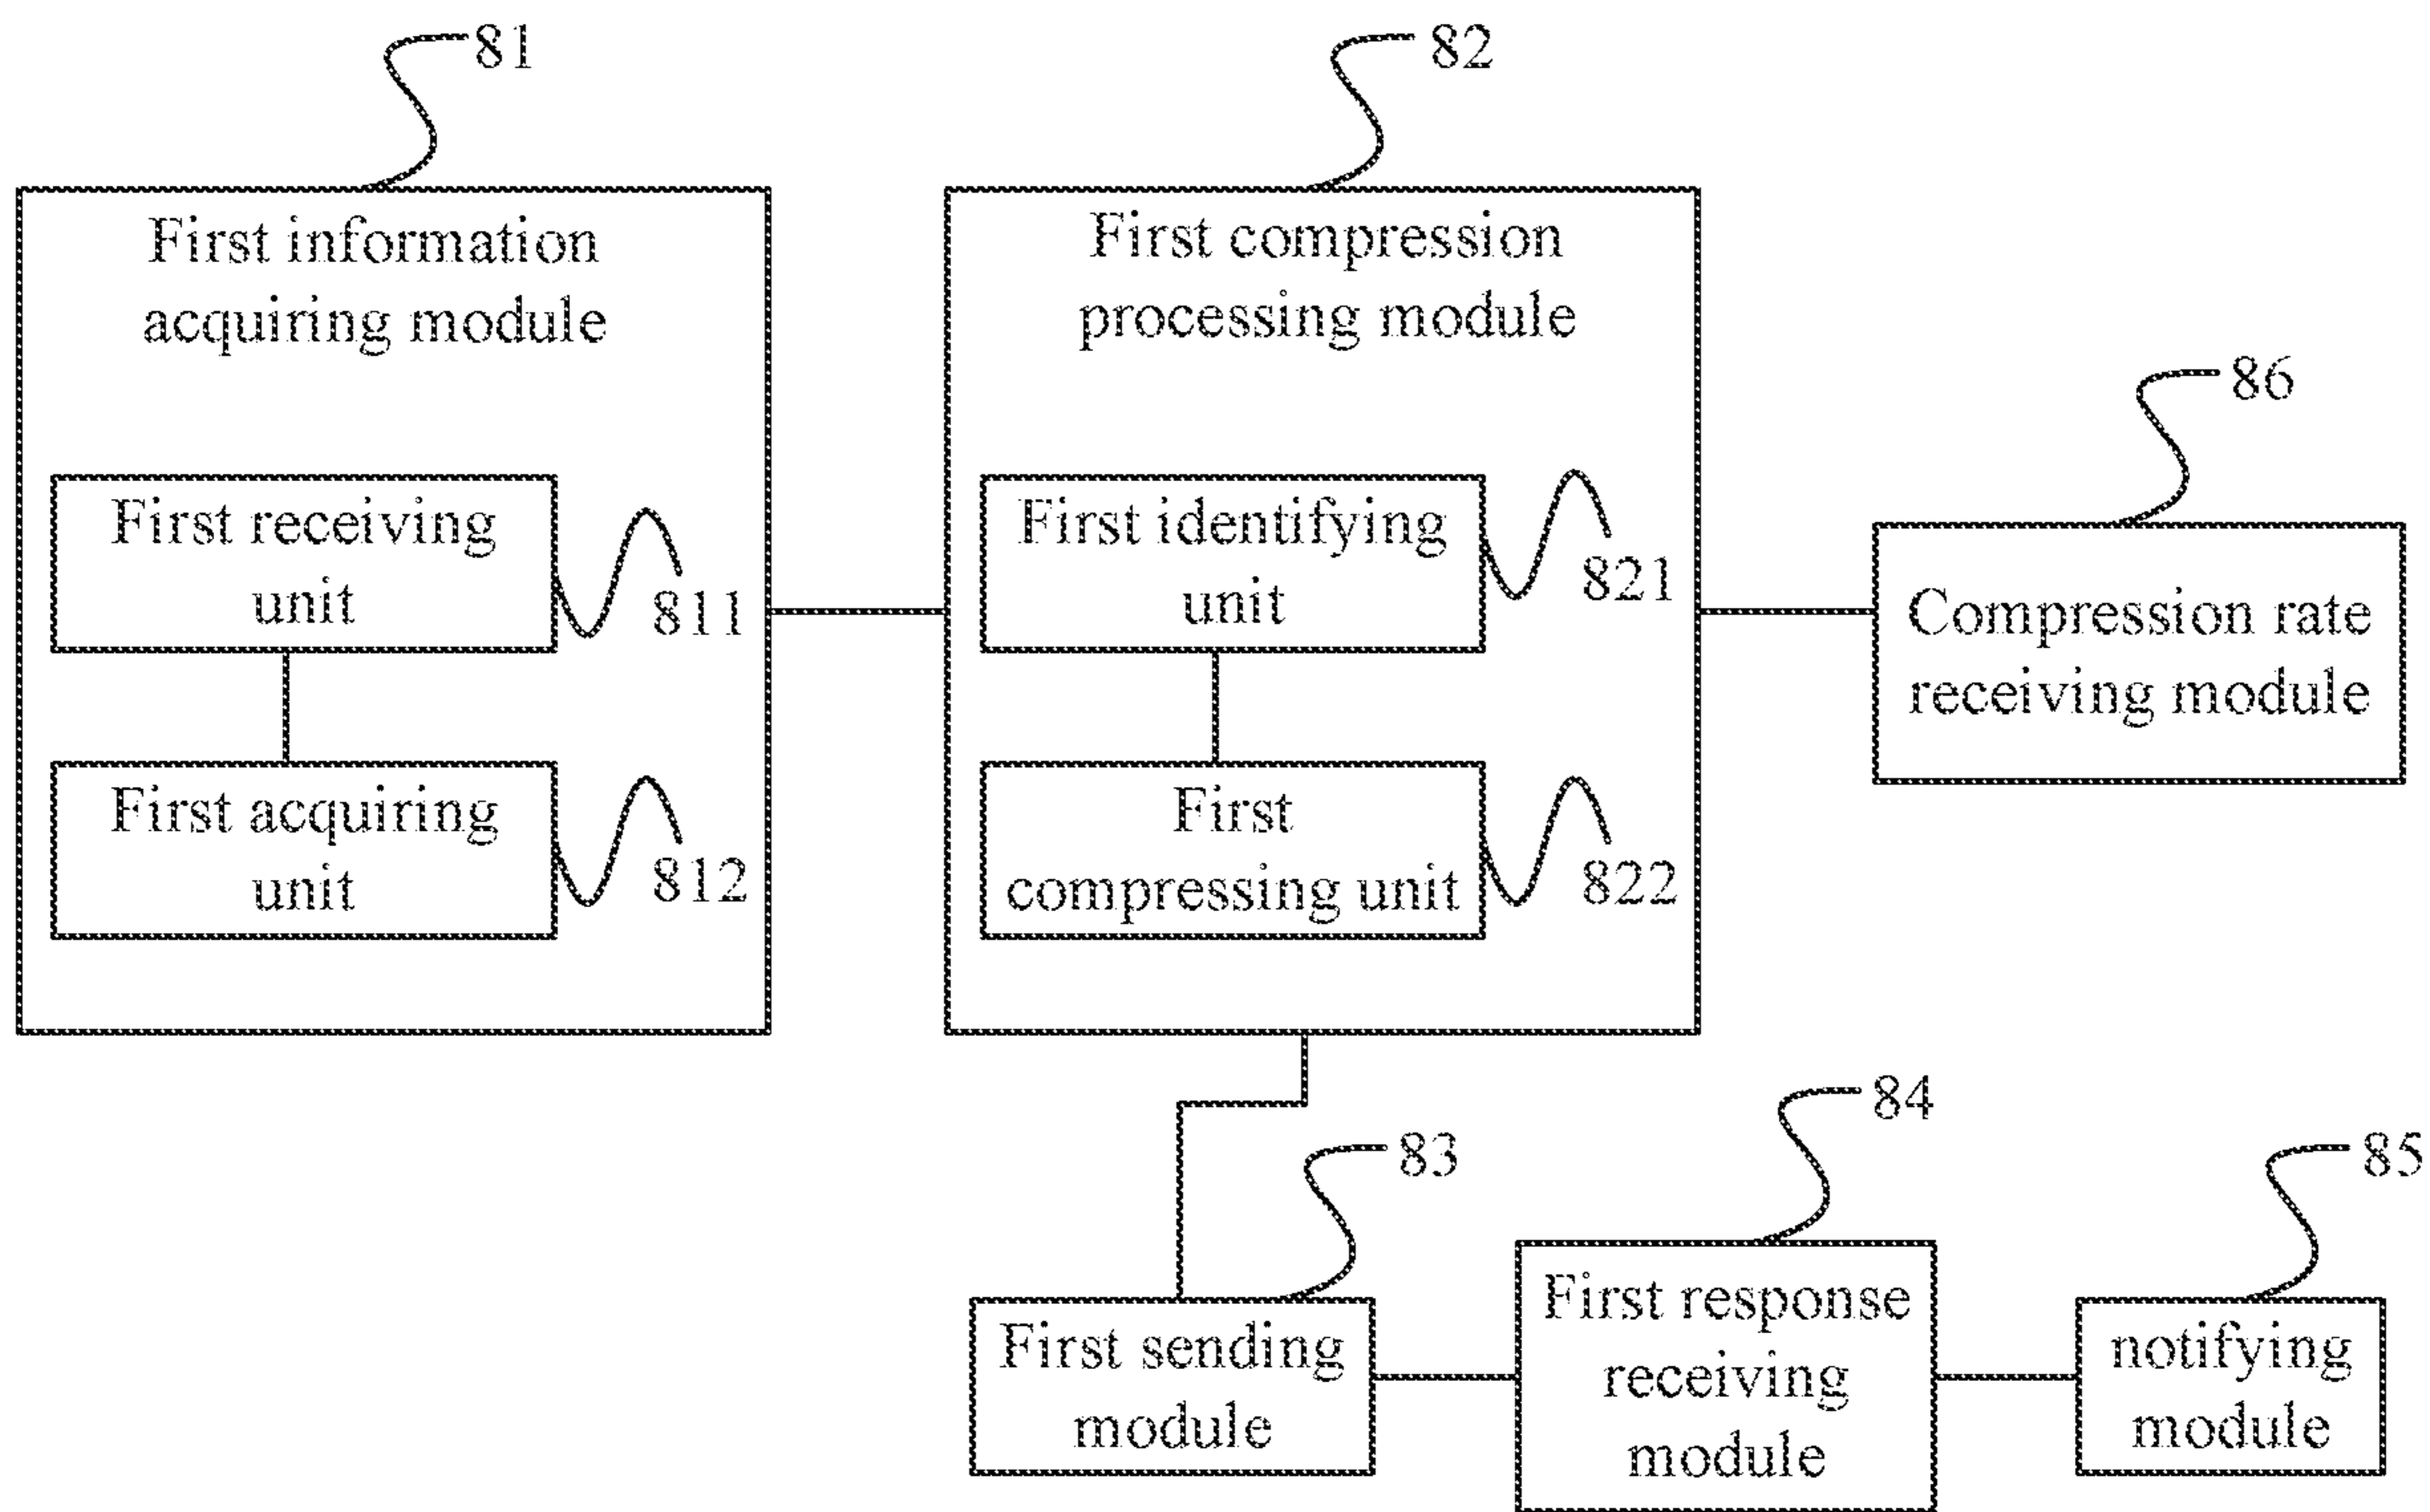 81
First information
acquiring module
First receiving
unit
811
First acquiring
unit
812
82
First compression
processing module
First identifying
unit
821
First
compressing unit
822
86
Compression rate
receiving module
83
First sending
module
84
First response
receiving
module
85
notifying
module